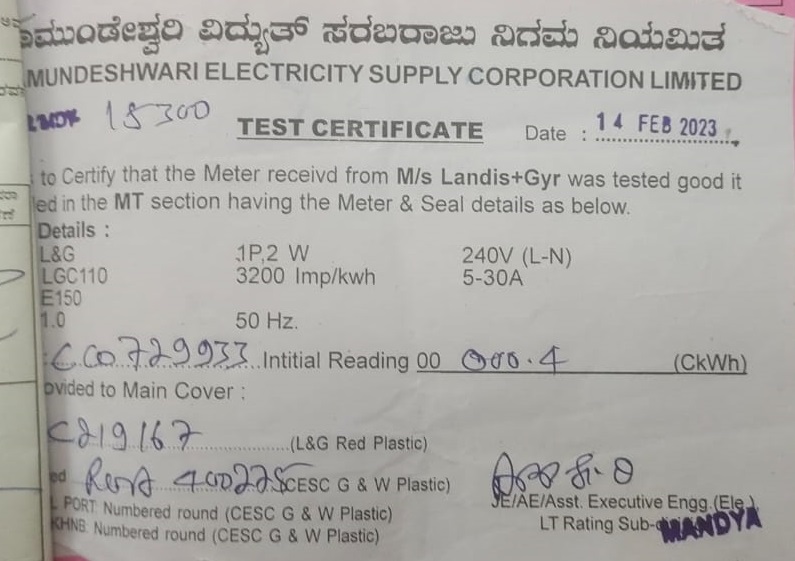 ಾಮುಂಡೇಶ್ವರಿ ವಿದ್ಯುತ್ ಸರಬರಾಜು ನಿಗಮ ನಿಯಮಿತ
MUNDESHWARI ELECTRICITY SUPPLY CORPORATION LIMITED
15300
TEST CERTIFICATE Date : 14 FEB 2023
to Certify that the Meter receivd from M/s Landis+Gyr was tested good it
led in the MT section having the Meter & Seal details as below.
Details :
L&G 1P,2 W 240V (L-N)
LGC110 3200 Imp/kwh 5-30A
E150
1.0 50 Hz.
CC0729933 Intitial Reading 00 000.4 (CkWh)
ovided to Main Cover :
C219167 (L&G Red Plastic)
ed 400225 (CESC G & W Plastic)
PORT: Numbered round (CESC G & W Plastic)
KHNB: Numbered round (CESC G & W Plastic)
JE/AE/Asst. Executive Engg.(Ele.)
LT Rating Sub- MANDYA